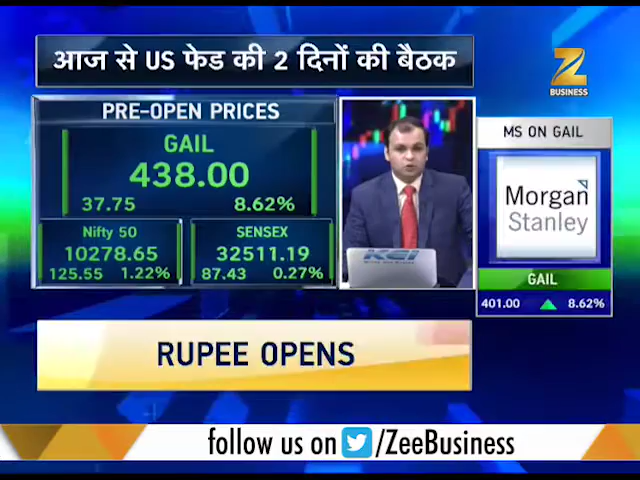 आज से US फेड की 2 दिनों की बैठक
Z
BUSINESS
PRE-OPEN PRICES
GAIL
438.00
37.75 8.62%
Nifty 50
10278.65
125.55 1.22%
SENSEX
32511.19
87.43 0.27%
KCI
MS ON GAIL
Morgan
Stanley
GAIL
401.00 8.62%
RUPEE OPENS
follow us on /ZeeBusiness